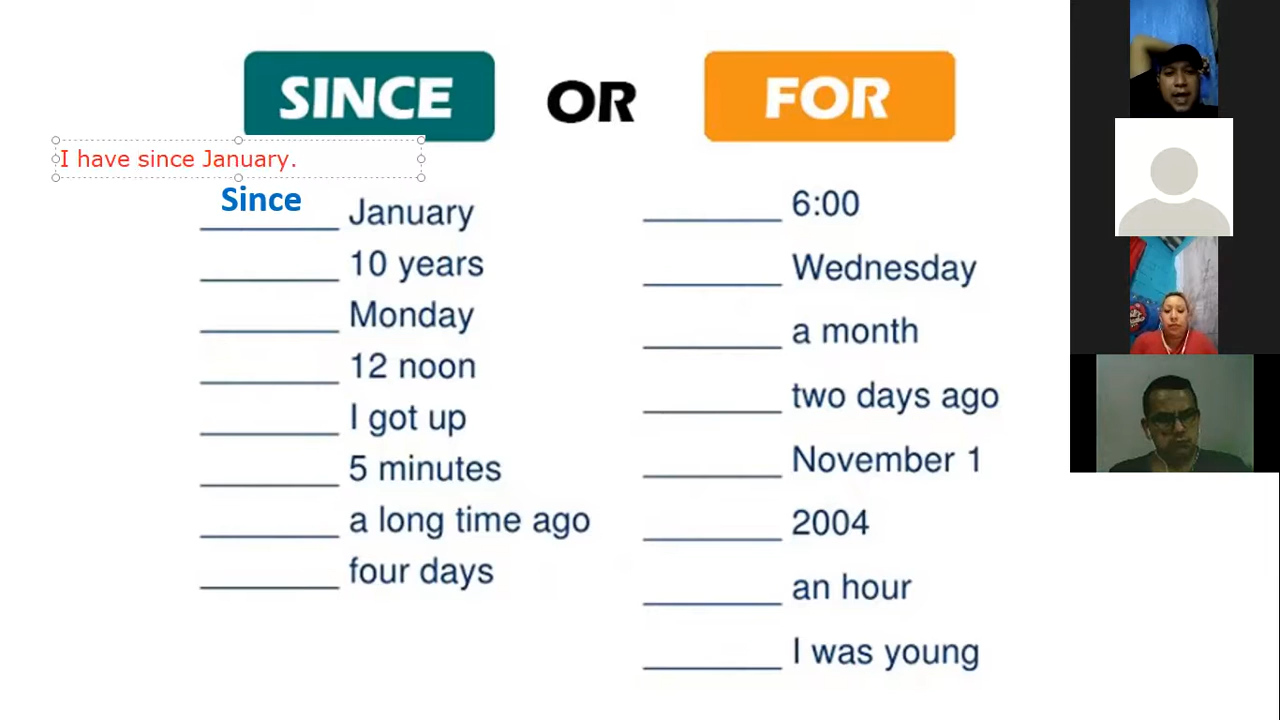 SINCE OR FOR
I have since January.
Since January
10 years
Monday
12 noon
I got up
5 minutes
a long time ago
four days
6:00
Wednesday
a month
two days ago
November 1
2004
an hour
I was young